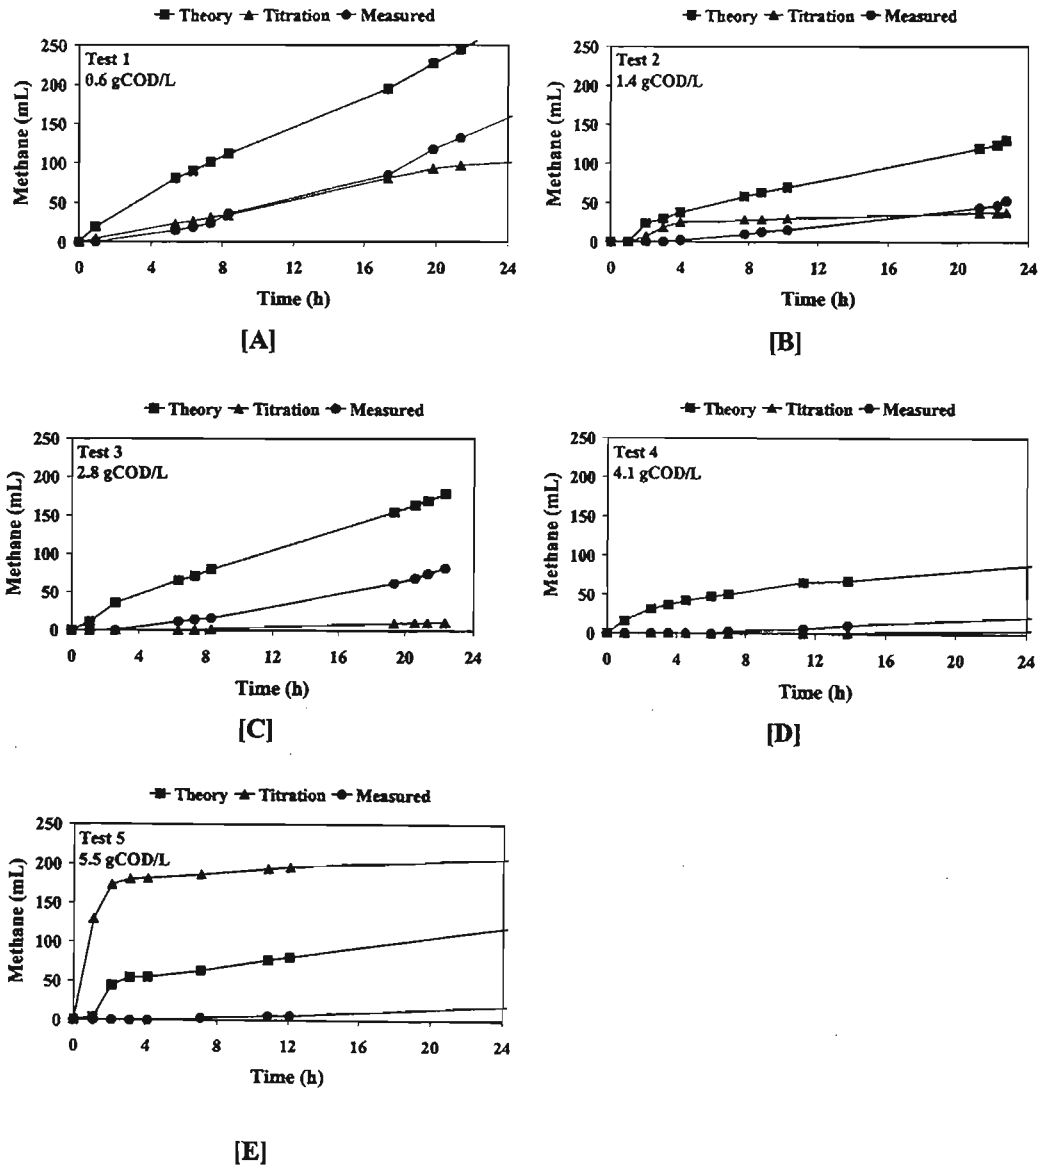 Theory Titration Measured
Test 1
0.6 gCOD/L
Methane (mL)
250
200
150
100
50
0
0 4 8 12 16 20 24
Time (h)
[A]
Theory Titration Measured
Test 2
1.4 gCOD/L
Methane (mL)
250
200
150
100
50
0
0 4 8 12 16 20 24
Time (h)
[B]
Theory Titration Measured
Test 3
2.8 gCOD/L
Methane (mL)
250
200
150
100
50
0
0 4 8 12 16 20 24
Time (h)
[C]
Theory Titration Measured
Test 4
4.1 gCOD/L
Methane (mL)
250
200
150
100
50
0
0 4 8 12 16 20 24
Time (h)
[D]
Theory Titration Measured
Test 5
5.5 gCOD/L
Methane (mL)
250
200
150
100
50
0
0 4 8 12 16 20 24
Time (h)
[E]